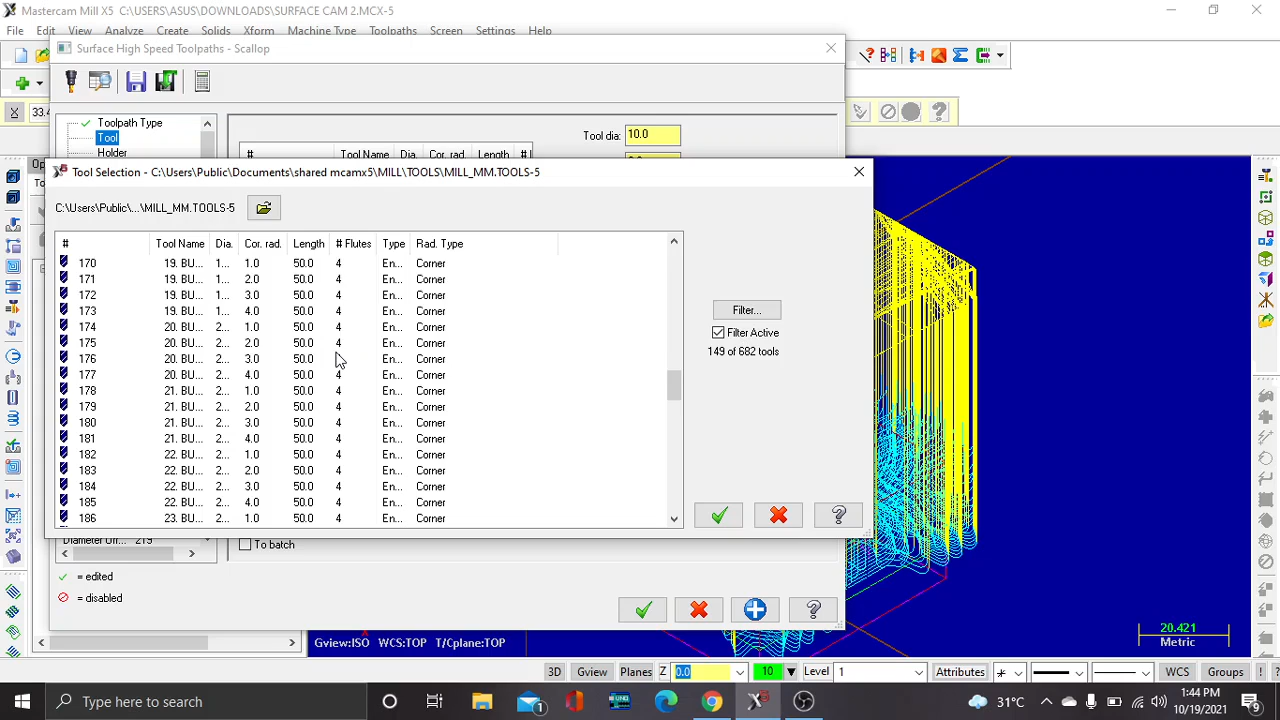 Mastercam Mill X5 C:\USERS\ASUS\DOWNLOADS\SURFACE CAM 2.MCX-5
File Edit View Analyze Create Solids Xform Machine Type Toolpaths Screen Settings Help
Surface High Speed Toolpaths - Scallop
33.4
Toolpath Type
Tool
Holder
Tool dia: 10.0
# Tool Name Dia. Cor. rad. Length
Tool Selection - C:\Users\Public\Documents\shared mcamx5\MILL\TOOLS\MILL_MM.TOOLS-5
C:\Users\Public\...\MILL_MM.TOOLS-5
# Tool Name Dia. Cor. rad. Length # Flutes Type Rad. Type
170 19. BU... 1... 1.0 50.0 4 En... Corner
171 19. BU... 1... 2.0 50.0 4 En... Corner
172 19. BU... 1... 3.0 50.0 4 En... Corner
173 19. BU... 1... 4.0 50.0 4 En... Corner
174 20. BU... 2... 1.0 50.0 4 En... Corner
175 20. BU... 2... 2.0 50.0 4 En... Corner
176 20. BU... 2... 3.0 50.0 4 En... Corner
177 20. BU... 2... 4.0 50.0 4 En... Corner
178 21. BU... 2... 1.0 50.0 4 En... Corner
179 21. BU... 2... 2.0 50.0 4 En... Corner
180 21. BU... 2... 3.0 50.0 4 En... Corner
181 21. BU... 2... 4.0 50.0 4 En... Corner
182 22. BU... 2... 1.0 50.0 4 En... Corner
183 22. BU... 2... 2.0 50.0 4 En... Corner
184 22. BU... 2... 3.0 50.0 4 En... Corner
185 22. BU... 2... 4.0 50.0 4 En... Corner
186 23. BU... 2... 1.0 50.0 4 En... Corner
Filter...
Filter Active
149 of 682 tools
Diameter Off... 219
To batch
= edited
= disabled
Gview:ISO WCS:TOP T/Cplane:TOP
20.421
Metric
3D Gview Planes Z 0.0 10 Level 1 Attributes WCS Groups ! ?
Type here to search
31°C
1:44 PM
10/19/2021